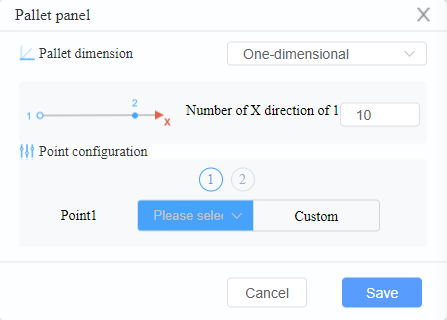 Pallet panel
Pallet dimension
One-dimensional
1 2 X
Number of X direction of 1
10
Point configuration
1 2
Point1
Please sele
Custom
Cancel
Save